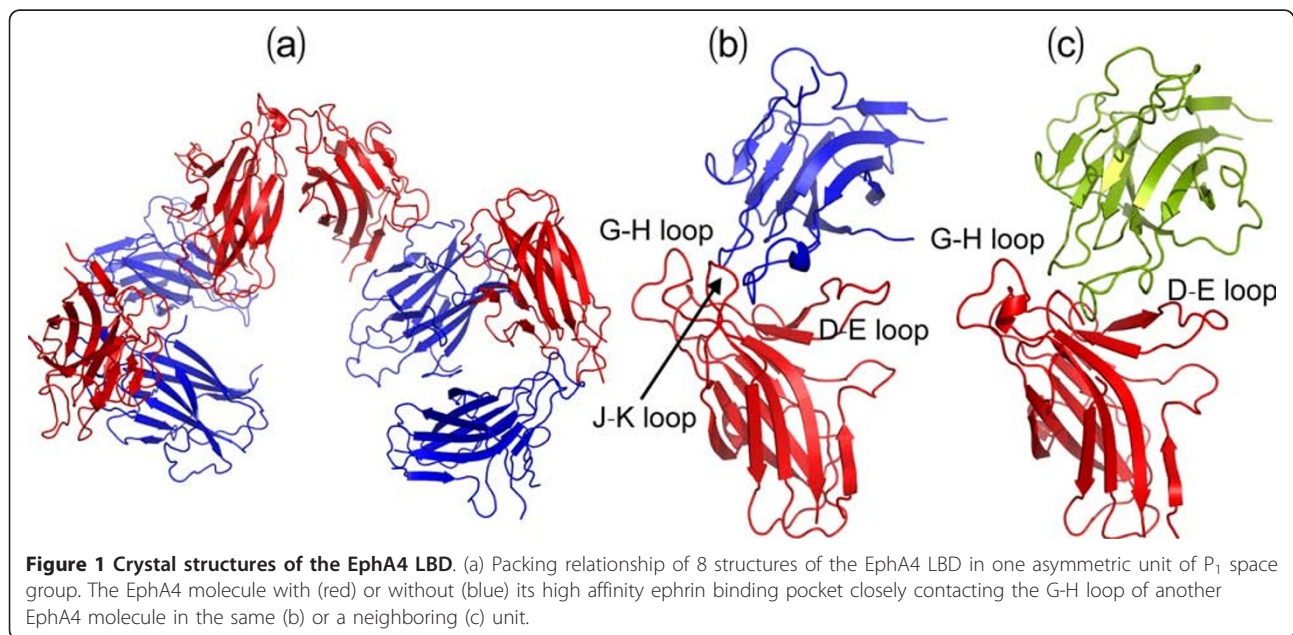 (a)
(b)
(c)
G-H loop
D-E loop
J-K loop
G-H loop
D-E loop
Figure 1 Crystal structures of the EphA4 LBD. (a) Packing relationship of 8 structures of the EphA4 LBD in one asymmetric unit of P₁ space
group. The EphA4 molecule with (red) or without (blue) its high affinity ephrin binding pocket closely contacting the G-H loop of another
EphA4 molecule in the same (b) or a neighboring (c) unit.